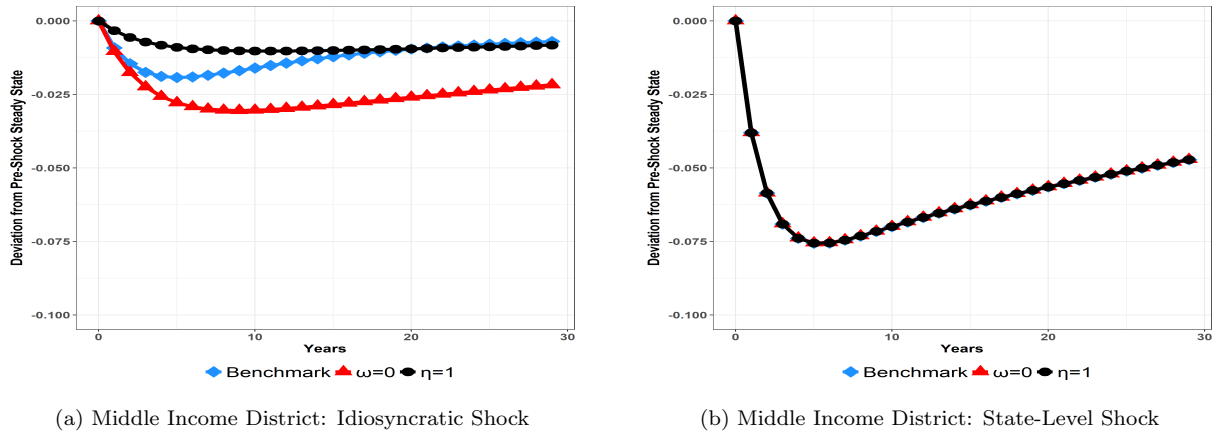 0.000
-0.025
-0.050
-0.075
-0.100
Deviation from Pre-Shock Steady State
0 10 20 30
Years
Benchmark ω=0 η=1
(a) Middle Income District: Idiosyncratic Shock
0.000
-0.025
-0.050
-0.075
-0.100
Deviation from Pre-Shock Steady State
0 10 20 30
Years
Benchmark ω=0 η=1
(b) Middle Income District: State-Level Shock